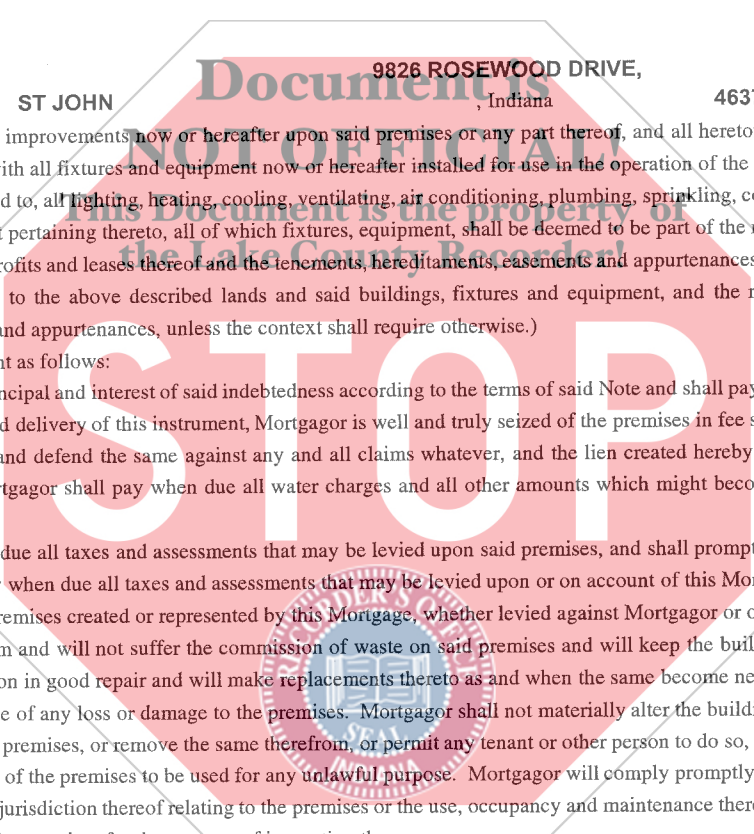 9826 ROSEWOOD DRIVE,
Document is
ST JOHN , Indiana 4637
improvements now or hereafter upon said premises or any part thereof, and all hereto
NOT OFFICIAL!
ith all fixtures and equipment now or hereafter installed for use in the operation of the
d to, all lighting, heating, cooling, ventilating, air conditioning, plumbing, sprinkling, co
This Document is the property of
t pertaining thereto, all of which fixtures, equipment, shall be deemed to be part of the
the Lake County Recorder!
rofits and leases thereof and the tenements, hereditaments, easements and appurtenances
to the above described lands and said buildings, fixtures and equipment, and the
and appurtenances, unless the context shall require otherwise.)
nt as follows:
STOP
ncipal and interest of said indebtedness according to the terms of said Note and shall pay
d delivery of this instrument, Mortgagor is well and truly seized of the premises in fee s
and defend the same against any and all claims whatever, and the lien created hereby
rtgagor shall pay when due all water charges and all other amounts which might beco
due all taxes and assessments that may be levied upon said premises, and shall prompt
when due all taxes and assessments that may be levied upon or on account of this Mo
remises created or represented by this Mortgage, whether levied against Mortgagor or o
m and will not suffer the commission of waste on said premises and will keep the buil
on in good repair and will make replacements thereto as and when the same become ne
e of any loss or damage to the premises. Mortgagor shall not materially alter the build
premises, or remove the same therefrom, or permit any tenant or other person to do so,
of the premises to be used for any unlawful purpose. Mortgagor will comply promptly
jurisdiction thereof relating to the premises or the use, occupancy and maintenance ther
RECORDER'S OFFICE
SEAL
INDIANA